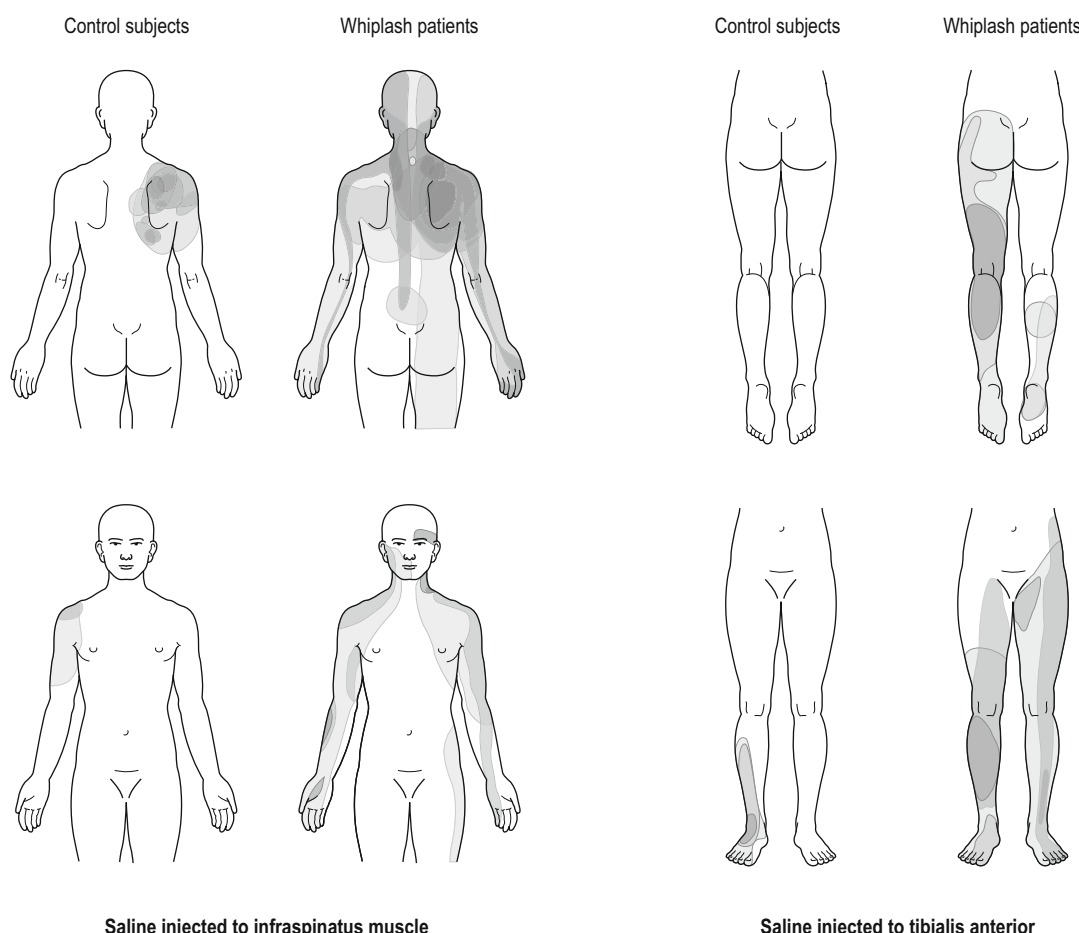 Control subjects
Whiplash patients
Control subjects
Whiplash patients
Saline injected to infraspinatus muscle
Saline injected to tibialis anterior